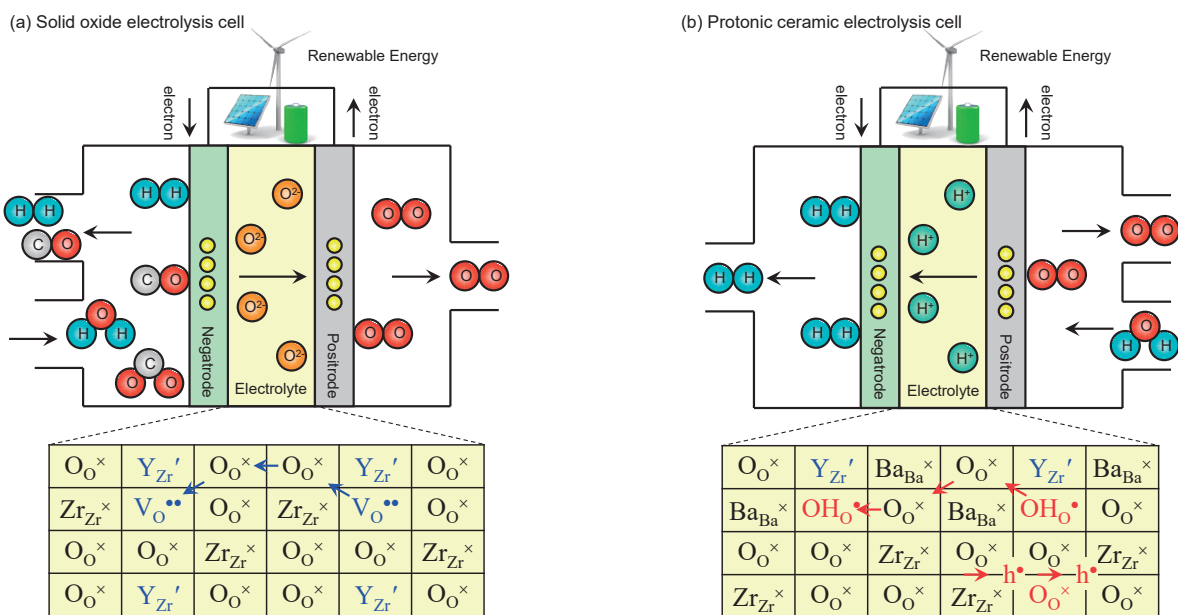 (a) Solid oxide electrolysis cell
Renewable Energy
electron
electron
H H
C O
H O H
O C O
H H
C O
Negatrode
O²⁻
O²⁻
O²⁻
O²⁻
Electrolyte
Positrode
O O
O O
O O
O_O^× Y_Zr′ O_O^× O_O^× Y_Zr′ O_O^×
Zr_Zr^× V_O^•• O_O^× Zr_Zr^× V_O^•• O_O^×
O_O^× O_O^× Zr_Zr^× O_O^× O_O^× Zr_Zr^×
O_O^× Y_Zr′ O_O^× O_O^× Y_Zr′ O_O^×
(b) Protonic ceramic electrolysis cell
Renewable Energy
electron
electron
H H
H H
H H
Negatrode
H⁺
H⁺
H⁺
H⁺
Electrolyte
Positrode
O O
O O
H O H
O_O^× Y_Zr′ Ba_Ba^× O_O^× Y_Zr′ Ba_Ba^×
Ba_Ba^× OH_O^• O_O^× Ba_Ba^× OH_O^• O_O^×
O_O^× O_O^× Zr_Zr^× O_O^× O_O^× Zr_Zr^×
h^• h^•
Zr_Zr^× O_O^× O_O^× Zr_Zr^× O_O^× O_O^×